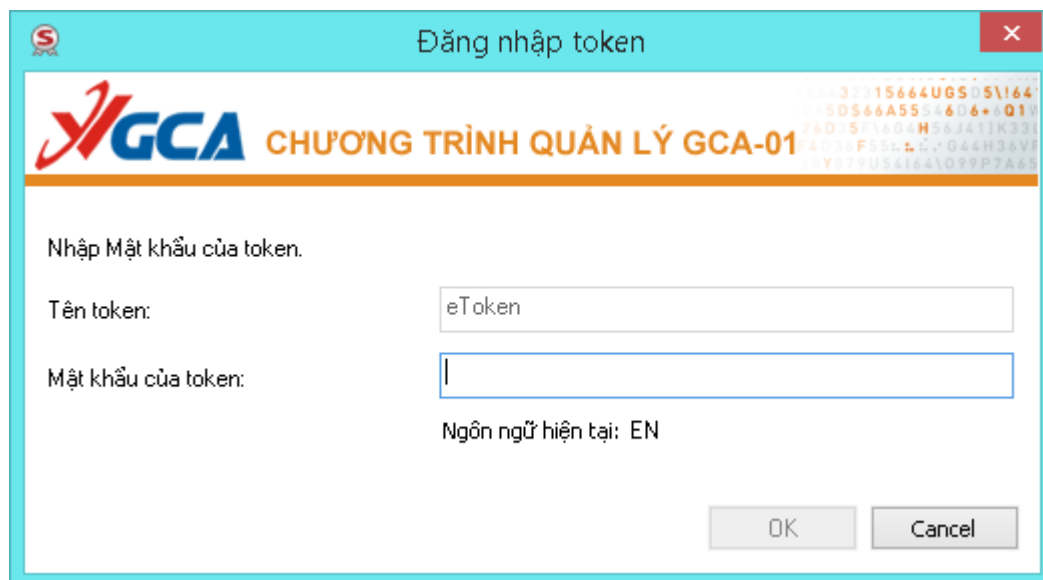 Đăng nhập token
VGCA CHƯƠNG TRÌNH QUẢN LÝ GCA-01
Nhập Mật khẩu của token.
Tên token: eToken
Mật khẩu của token:
Ngôn ngữ hiện tại: EN
OK Cancel